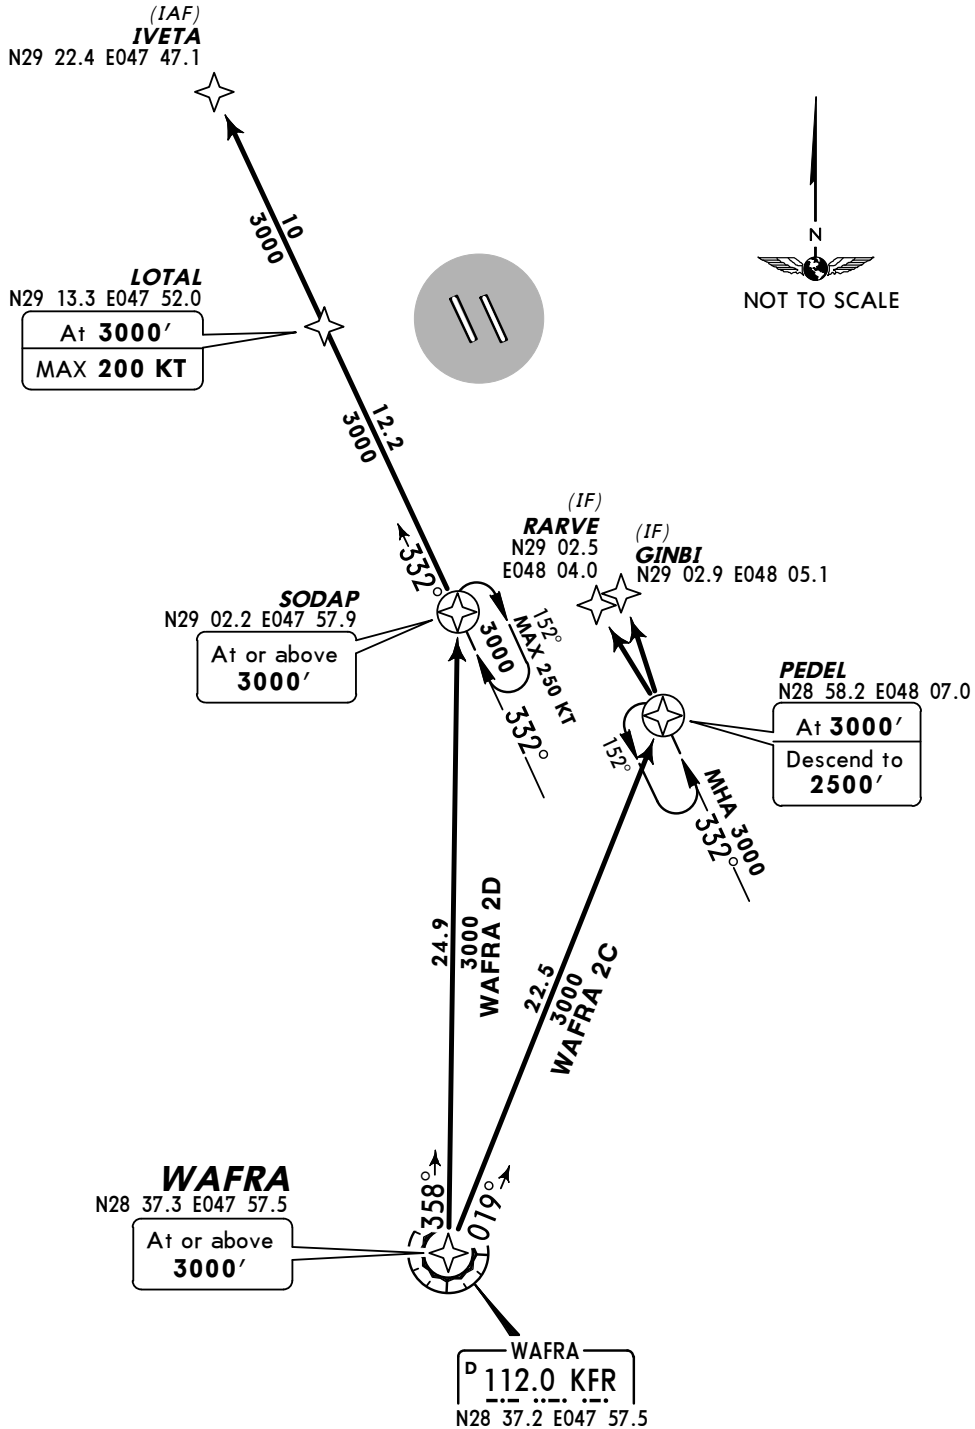 (IAF)
IVETA
N29 22.4 E047 47.1
10
3000
N
NOT TO SCALE
LOTAL
N29 13.3 E047 52.0
At 3000′
MAX 200 KT
12.2
3000
(IF)
RARVE
N29 02.5
E048 04.0
(IF)
GINBI
N29 02.9 E048 05.1
332°
SODAP
N29 02.2 E047 57.9
At or above
3000′
152°
MAX 250 KT
3000
332°
PEDEL
N28 58.2 E048 07.0
At 3000′
Descend to
2500′
152°
MHA 3000
332°
24.9
3000
WAFRA 2D
22.5
3000
WAFRA 2C
358°
019°
WAFRA
N28 37.3 E047 57.5
At or above
3000′
WAFRA
D 112.0 KFR
N28 37.2 E047 57.5